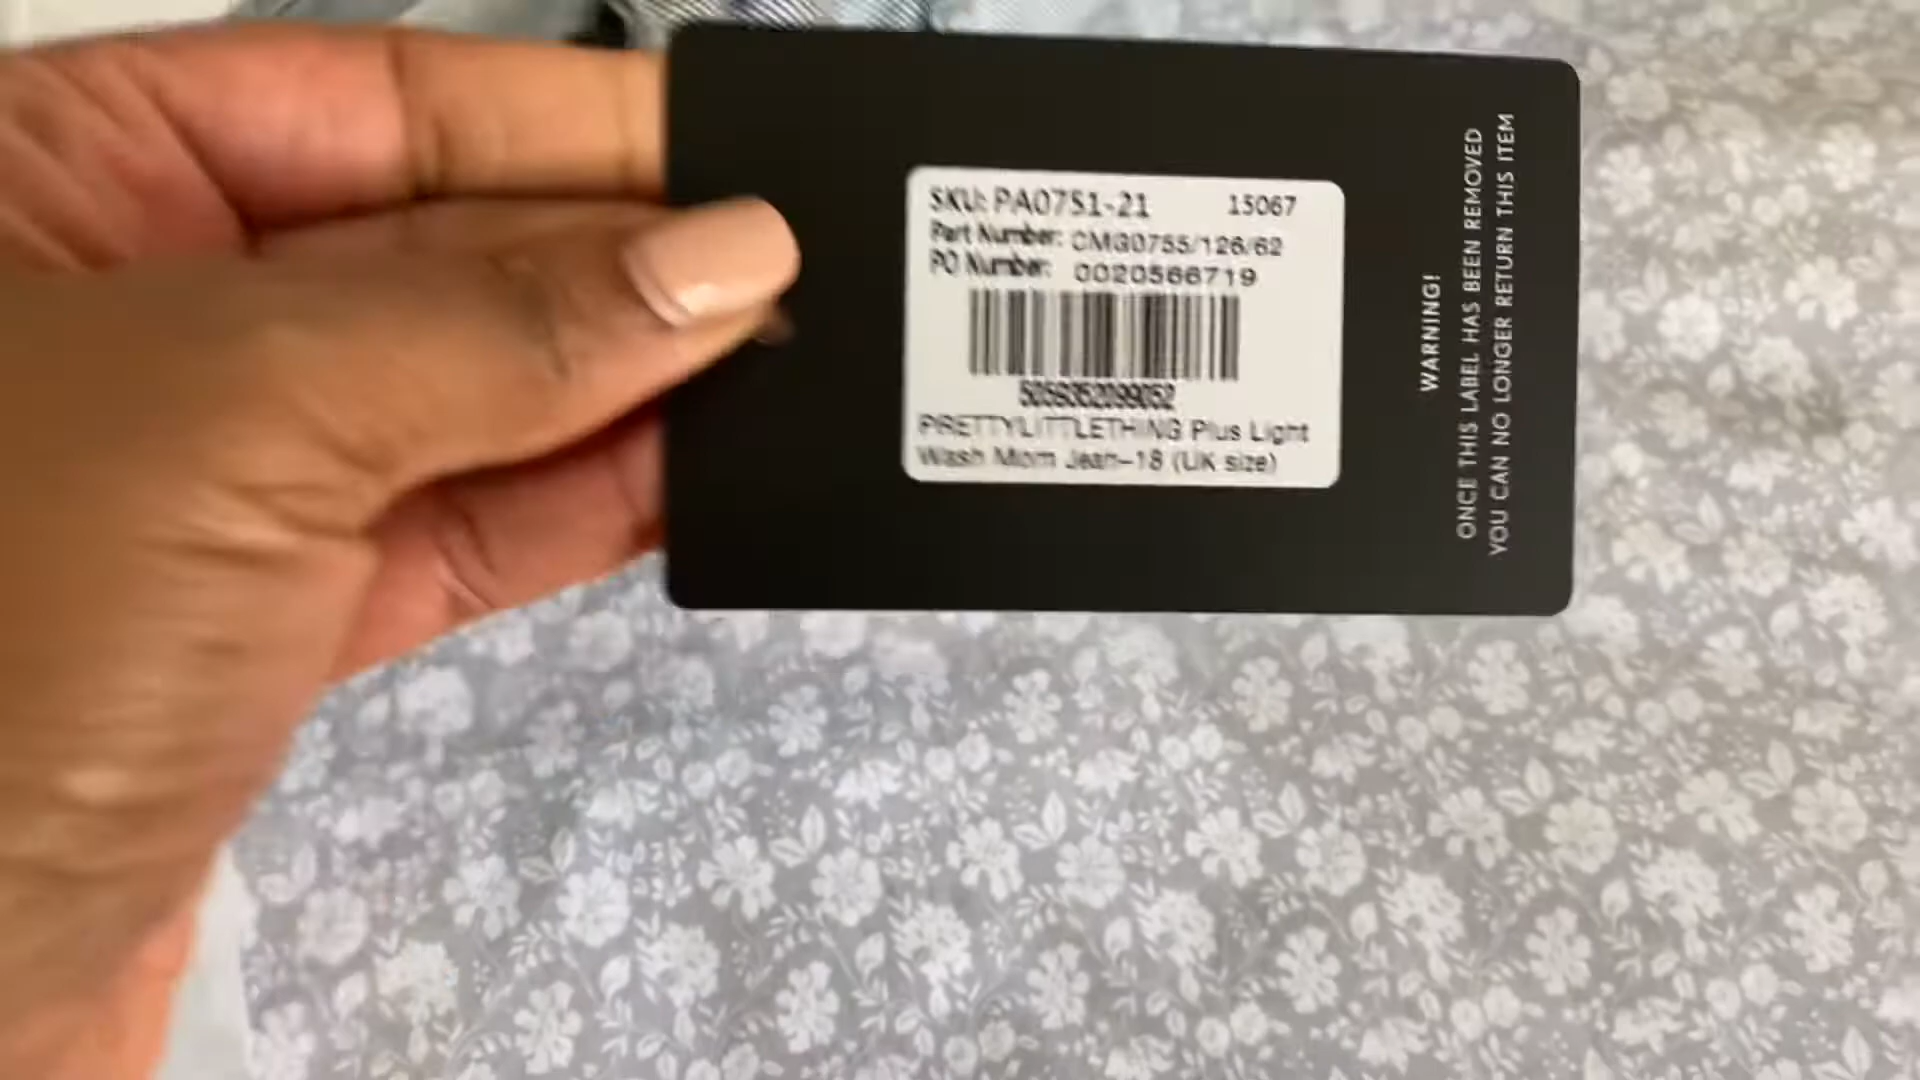 SKU: PA0751-21 15067
Part Number: CMG0755/126/62
PO Number: 0020566719
5059352099052
PRETTYLITTLETHING Plus Light
Wash Mom Jean-18 (UK size)
WARNING!
ONCE THIS LABEL HAS BEEN REMOVED
YOU CAN NO LONGER RETURN THIS ITEM